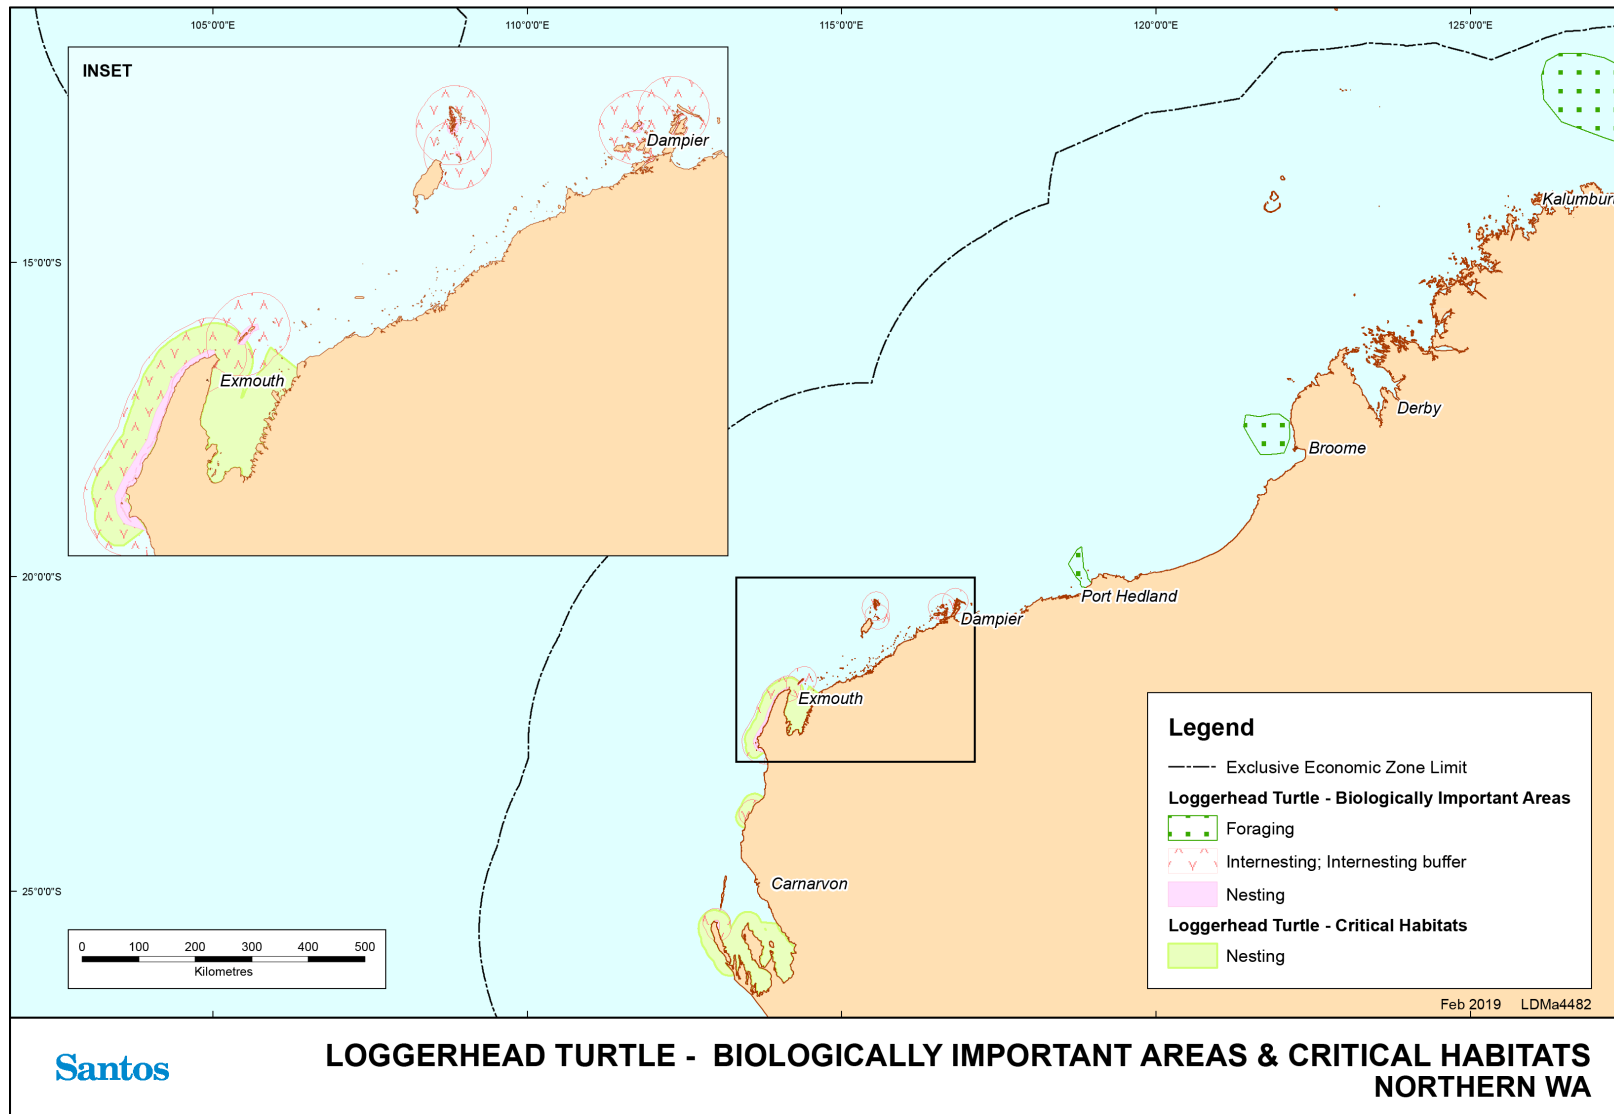 105°0'0"E
110°0'0"E
115°0'0"E
120°0'0"E
125°0'0"E
INSET
Dampier
Exmouth
Kalumbur
15°0'0"S
Derby
Broome
20°0'0"S
Port Hedland
Dampier
Exmouth
Carnarvon
25°0'0"S
0 100 200 300 400 500
Kilometres
Legend
Exclusive Economic Zone Limit
Loggerhead Turtle - Biologically Important Areas
Foraging
Internesting; Internesting buffer
Nesting
Loggerhead Turtle - Critical Habitats
Nesting
Feb 2019 LDMa4482
Santos
LOGGERHEAD TURTLE - BIOLOGICALLY IMPORTANT AREAS & CRITICAL HABITATS
NORTHERN WA